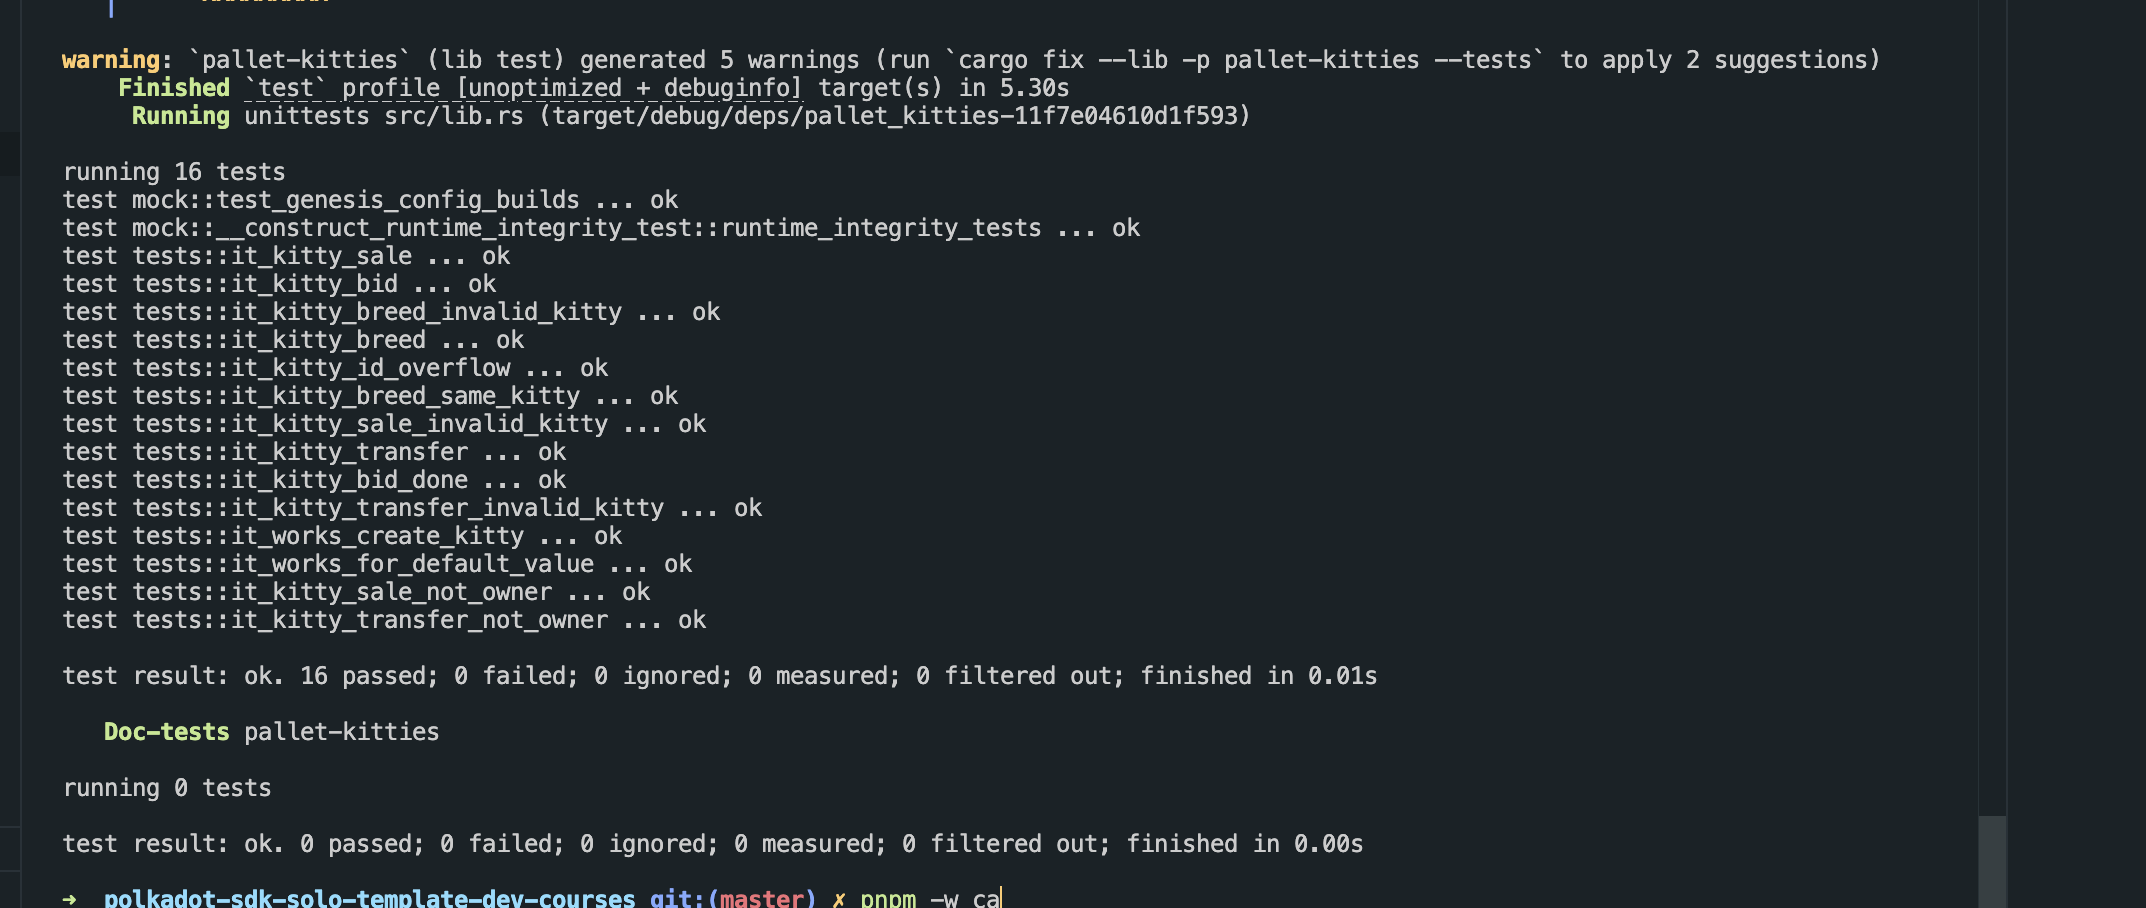 warning: `pallet-kitties` (lib test) generated 5 warnings (run `cargo fix --lib -p pallet-kitties --tests` to apply 2 suggestions)
Finished `test` profile [unoptimized + debuginfo] target(s) in 5.30s
Running unittests src/lib.rs (target/debug/deps/pallet_kitties-11f7e04610d1f593)
running 16 tests
test mock::test_genesis_config_builds ... ok
test mock::__construct_runtime_integrity_test::runtime_integrity_tests ... ok
test tests::it_kitty_sale ... ok
test tests::it_kitty_bid ... ok
test tests::it_kitty_breed_invalid_kitty ... ok
test tests::it_kitty_breed ... ok
test tests::it_kitty_id_overflow ... ok
test tests::it_kitty_breed_same_kitty ... ok
test tests::it_kitty_sale_invalid_kitty ... ok
test tests::it_kitty_transfer ... ok
test tests::it_kitty_bid_done ... ok
test tests::it_kitty_transfer_invalid_kitty ... ok
test tests::it_works_create_kitty ... ok
test tests::it_works_for_default_value ... ok
test tests::it_kitty_sale_not_owner ... ok
test tests::it_kitty_transfer_not_owner ... ok
test result: ok. 16 passed; 0 failed; 0 ignored; 0 measured; 0 filtered out; finished in 0.01s
Doc-tests pallet-kitties
running 0 tests
test result: ok. 0 passed; 0 failed; 0 ignored; 0 measured; 0 filtered out; finished in 0.00s
➜ polkadot-sdk-solo-template-dev-courses git:(master) ✗ pnpm -w ca